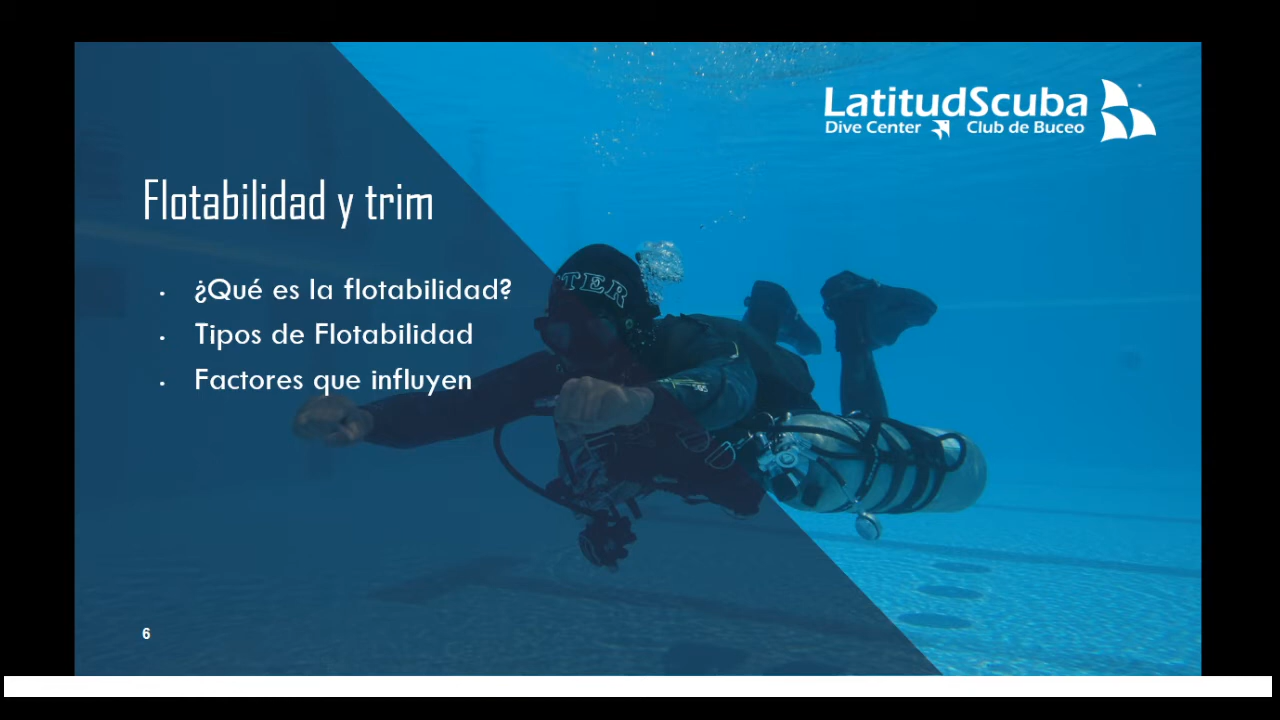 LatitudScuba
Dive Center Club de Buceo
Flotabilidad y trim
• ¿Qué es la flotabilidad?
• Tipos de Flotabilidad
• Factores que influyen
6